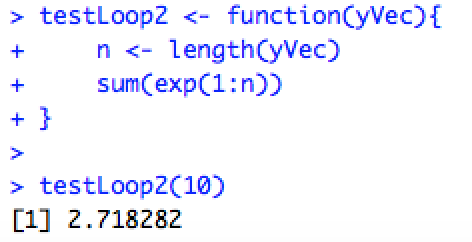 > testLoop2 <- function(yVec){
+     n <- length(yVec)
+     sum(exp(1:n))
+ }
>
> testLoop2(10)
[1] 2.718282